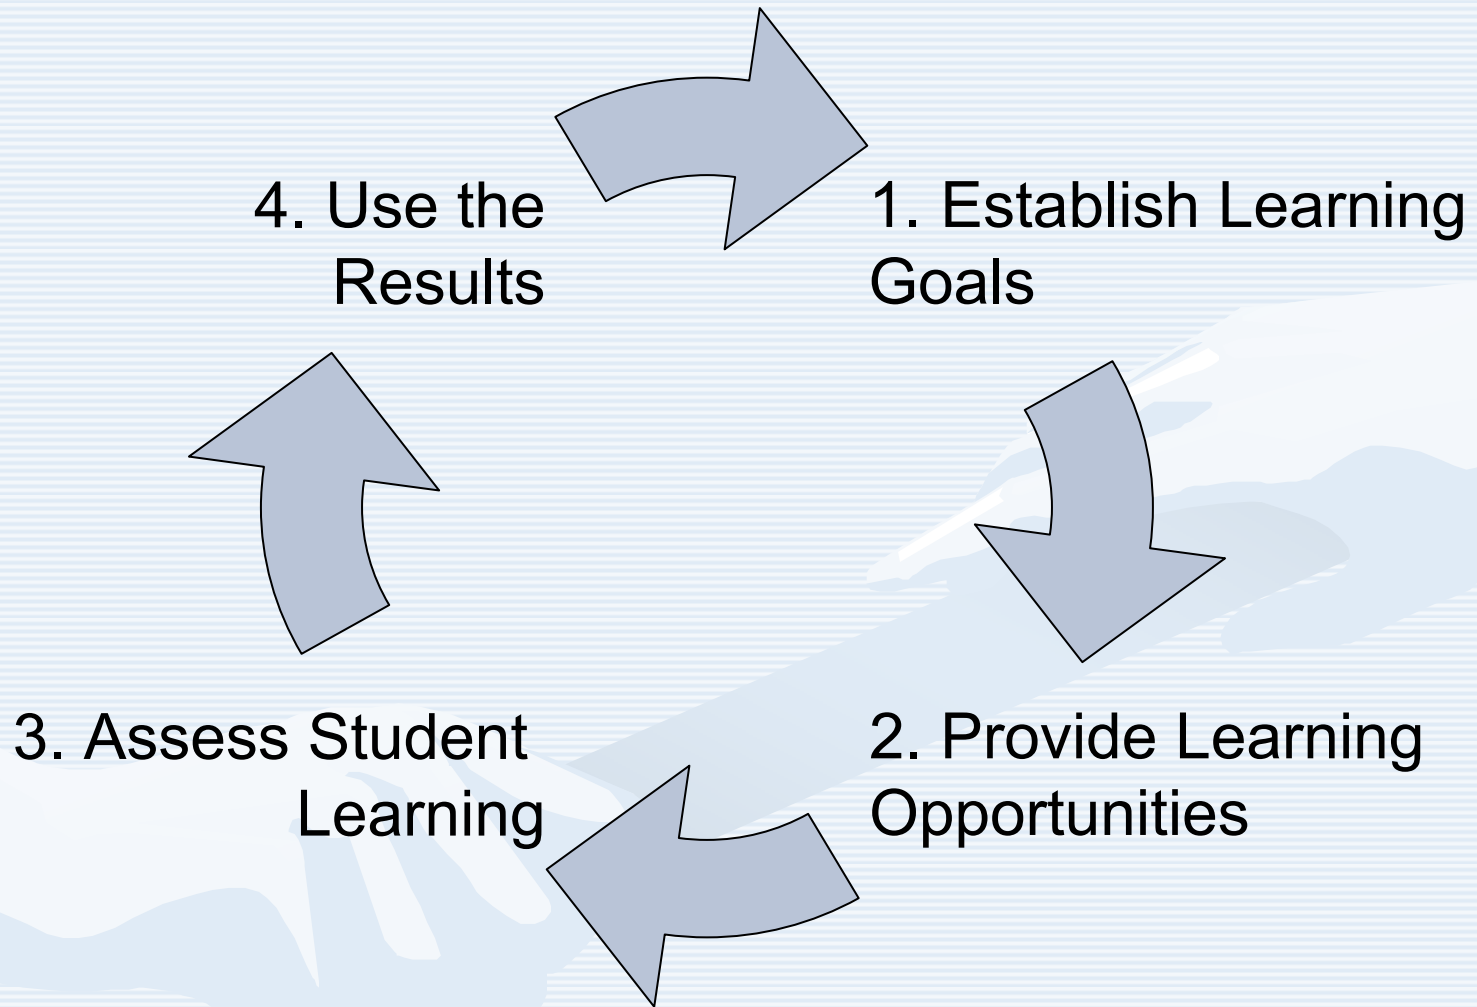 1. Establish Learning
Goals
2. Provide Learning
Opportunities
3. Assess Student
Learning
4. Use the
Results